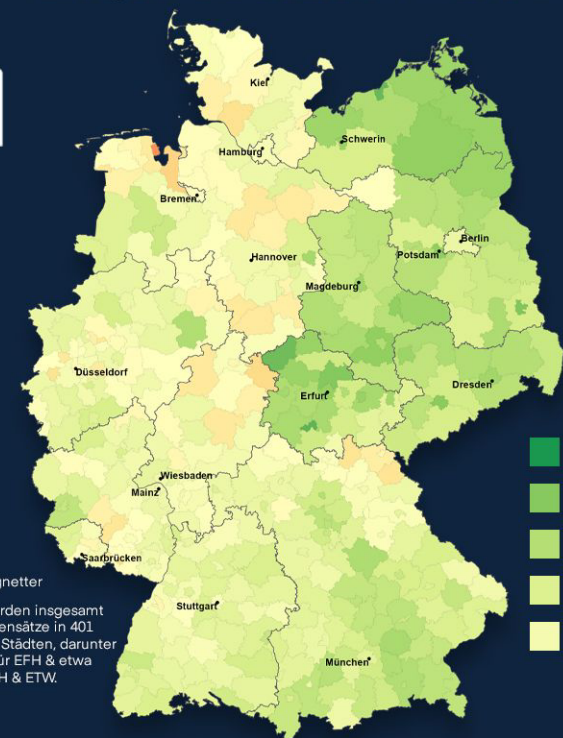 Kiel
Schwerin
Hamburg
Bremen
Berlin
Hannover
Potsdam
Magdeburg
Düsseldorf
Erfurt
Dresden
Wiesbaden
Mainz
Saarbrücken
Stuttgart
München
gnetter
rden insgesamt
ensätze in 401
Städten, darunter
ür EFH & etwa
H & ETW.